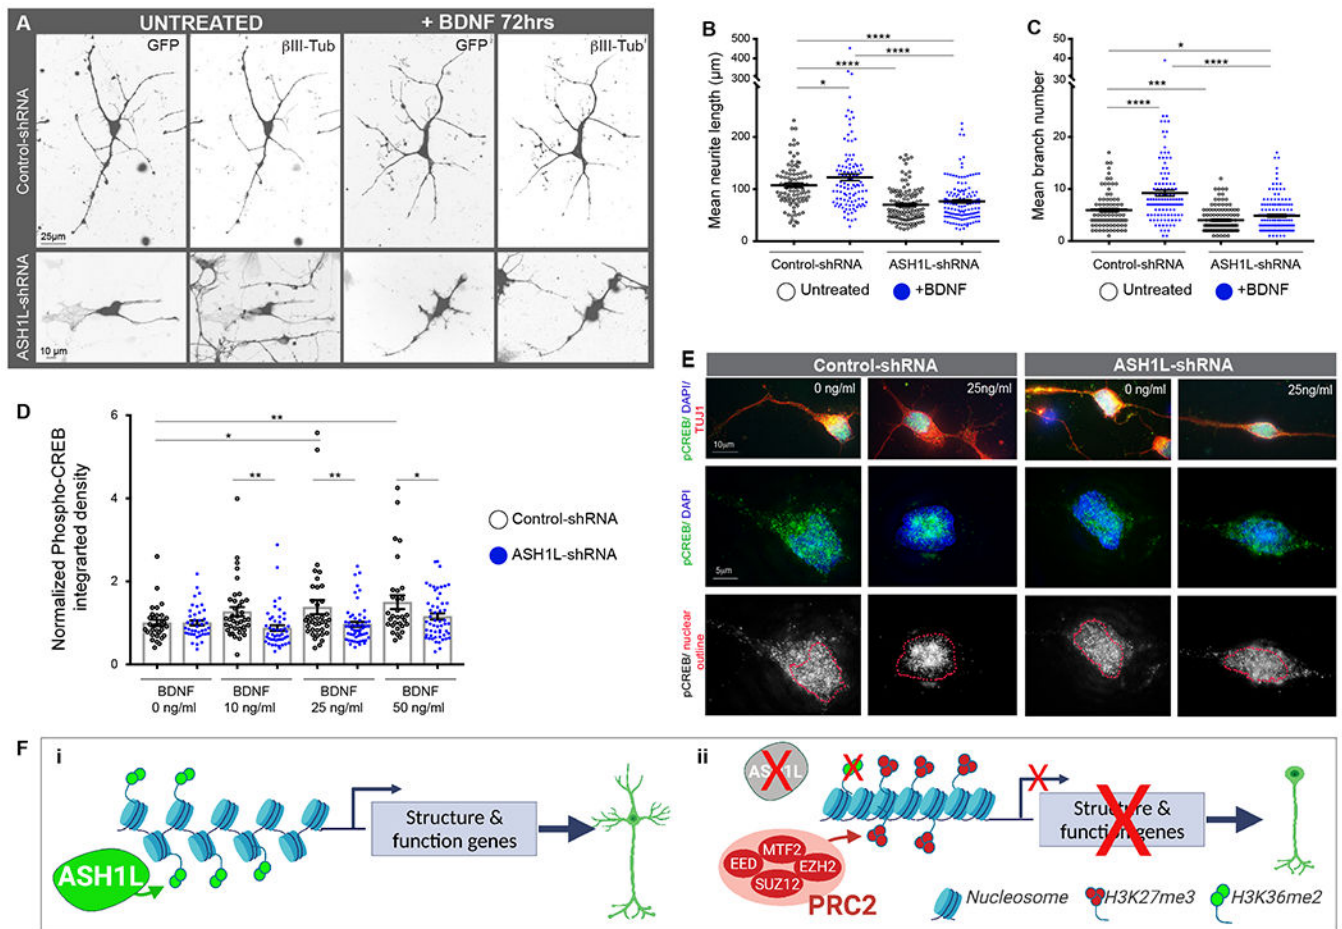 A
UNTREATED
+ BDNF 72hrs
GFP
βIII-Tub
GFP
βIII-Tub
Control-shRNA
25µm
ASH1L-shRNA
10 µm
B
Mean neurite length (µm)
500
400
300
200
100
0
****
****
****
*
Control-shRNA
ASH1L-shRNA
Untreated
+BDNF
C
Mean branch number
50
40
30
20
10
0
*
****
***
****
Control-shRNA
ASH1L-shRNA
Untreated
+BDNF
D
Normalized Phospho-CREB
integrarted density
6
4
2
0
**
*
**
**
*
Control-shRNA
ASH1L-shRNA
BDNF
0 ng/ml
BDNF
10 ng/ml
BDNF
25 ng/ml
BDNF
50 ng/ml
E
Control-shRNA
ASH1L-shRNA
0 ng/ml
25ng/ml
0 ng/ml
25ng/ml
pCREB/ DAPI/
TUJ1
10µm
pCREB/ DAPI
5µm
pCREB/ nuclear
outline
F
i
ASH1L
Structure &
function genes
ii
ASH1L
Structure &
function genes
MTF2
EED
EZH2
SUZ12
PRC2
Nucleosome
H3K27me3
H3K36me2